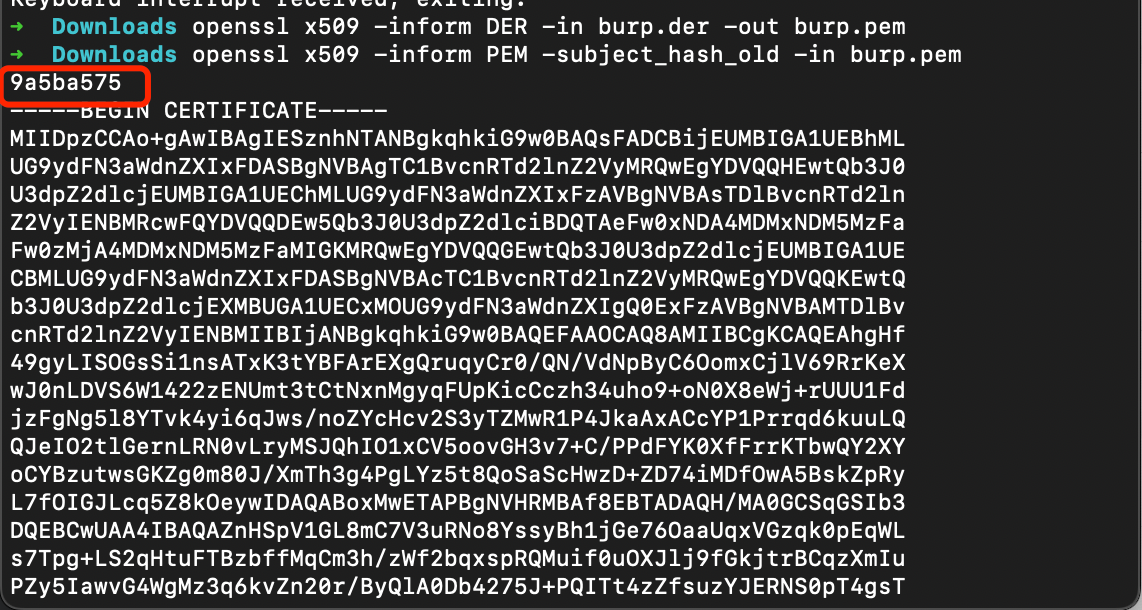 Keyboard interrupt received, exiting.
→ Downloads openssl x509 -inform DER -in burp.der -out burp.pem
→ Downloads openssl x509 -inform PEM -subject_hash_old -in burp.pem
9a5ba575
-----BEGIN CERTIFICATE-----
MIIDpzCCAo+gAwIBAgIESznhNTANBgkqhkiG9w0BAQsFADCBijEUMBIGA1UEBhML
UG9ydFN3aWdnZXIxFDASBgNVBAgTC1BvcnRTd2lnZ2VyMRQwEgYDVQQHEwtQb3J0
U3dpZ2dlcjEUMBIGA1UEChMLUG9ydFN3aWdnZXIxFzAVBgNVBAsTDlBvcnRTd2ln
Z2VyIENBMRcwFQYDVQQDEw5Qb3J0U3dpZ2dlciBDQTAeFw0xNDA4MDMxNDM5MzFa
Fw0zMjA4MDMxNDM5MzFaMIGKMRQwEgYDVQQGEwtQb3J0U3dpZ2dlcjEUMBIGA1UE
CBMLUG9ydFN3aWdnZXIxFDASBgNVBAcTC1BvcnRTd2lnZ2VyMRQwEgYDVQQKEwtQ
b3J0U3dpZ2dlcjEXMBUGA1UECxMOUG9ydFN3aWdnZXIgQ0ExFzAVBgNVBAMTDlBv
cnRTd2lnZ2VyIENBMIIBIjANBgkqhkiG9w0BAQEFAAOCAQ8AMIIBCgKCAQEAhgHf
49gyLISOGsSi1nsATxK3tYBFArEXgQruqyCr0/QN/VdNpByC6OomxCjlV69RrKeX
wJ0nLDVS6W1422zENUmt3tCtNxnMgyqFUpKicCczh34uho9+oN0X8eWj+rUUU1Fd
jzFgNg5l8YTvk4yi6qJws/noZYcHcv2S3yTZMwR1P4JkaAxACcYP1Prrqd6kuuLQ
QJeIO2tlGernLRN0vLryMSJQhIO1xCV5oovGH3v7+C/PPdFYK0XfFrrKTbwQY2XY
oCYBzutwsGKZg0m80J/XmTh3g4PgLYz5t8QoSaScHwzD+ZD74iMDfOwA5BskZpRy
L7fOIGJLcq5Z8kOeywIDAQABoxMwETAPBgNVHRMBAf8EBTADAQH/MA0GCSqGSIb3
DQEBCwUAA4IBAQAZnHSpV1GL8mC7V3uRNo8YssyBh1jGe76OaaUqxVGzqk0pEqWL
s7Tpg+LS2qHtuFTBzbffMqCm3h/zWf2bqxspRQMuif0uOXJlj9fGkjtrBCqzXmIu
PZy5IawvG4WgMz3q6kvZn20r/ByQlA0Db4275J+PQITt4zZfsuzYJERNS0pT4gsT